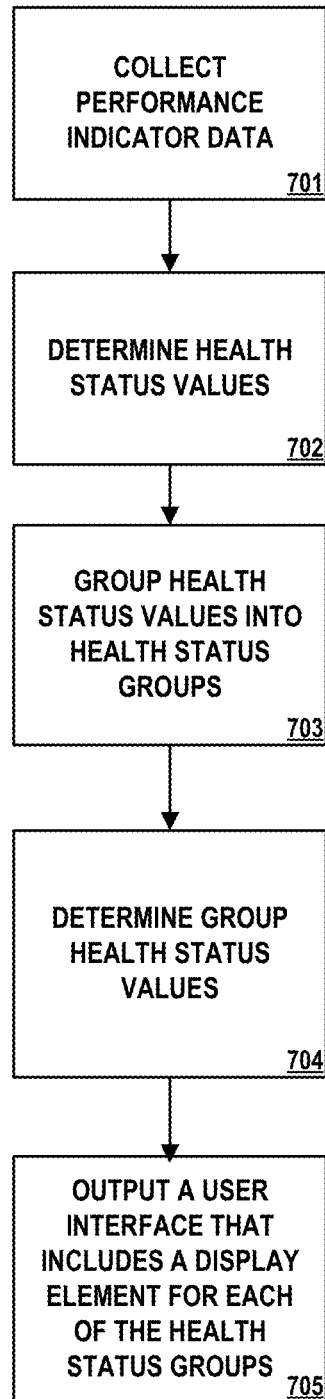 COLLECT
PERFORMANCE
INDICATOR DATA
701
DETERMINE HEALTH
STATUS VALUES
702
GROUP HEALTH
STATUS VALUES INTO
HEALTH STATUS
GROUPS
703
DETERMINE GROUP
HEALTH STATUS
VALUES
704
OUTPUT A USER
INTERFACE THAT
INCLUDES A DISPLAY
ELEMENT FOR EACH
OF THE HEALTH
STATUS GROUPS
705